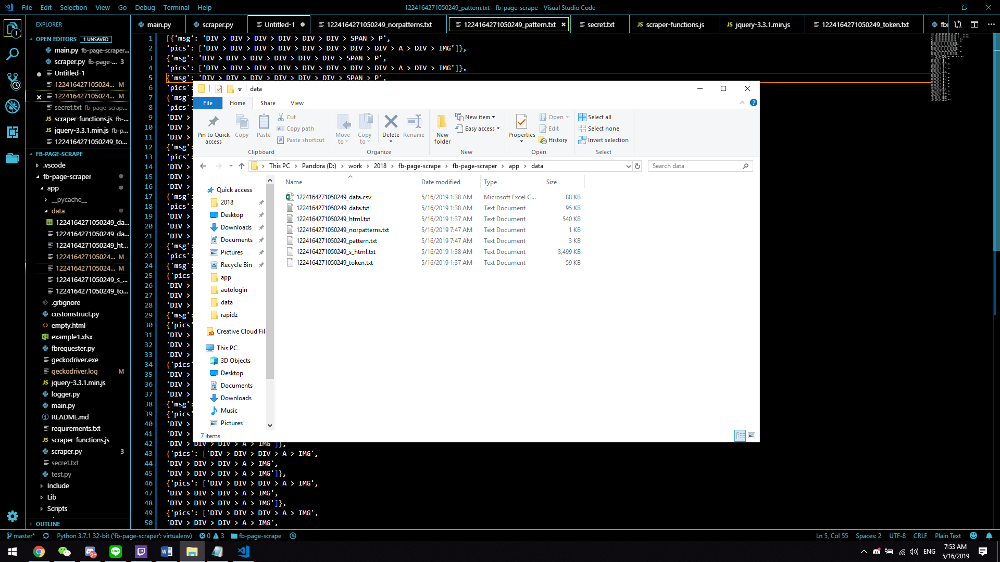 File Edit Selection View Go Debug Terminal Help
1224164271050249_pattern.txt - fb-page-scrape - Visual Studio Code
EXPLORER
OPEN EDITORS 1 UNSAVED
main.py fb-page-scraper...
scraper.py fb-page-... 3
Untitled-1
122416427105024... M
122416427105024... M
secret.txt fb-page-scrap...
scraper-functions.js fb-...
jquery-3.3.1.min.js fb-p...
1224164271050249_to...
FB-PAGE-SCRAPE
.vscode
fb-page-scraper
app
__pycache__
data
1224164271050249_da...
1224164271050249_da...
1224164271050249_ht...
122416427105024... M
122416427105024... M
1224164271050249_s_...
1224164271050249_to...
.gitignore
customstruct.py
empty.html
example1.xlsx
fbrequester.py
geckodriver.exe
geckodriver.log M
jquery-3.3.1.min.js
logger.py
main.py
README.md
requirements.txt
scraper-functions.js
scraper.py 3
secret.txt
test.py
Include
Lib
Scripts
OUTLINE
main.py scraper.py Untitled-1 1224164271050249_norpatterns.txt 1224164271050249_pattern.txt secret.txt scraper-functions.js jquery-3.3.1.min.js 1224164271050249_token.txt
1 [{'msg': 'DIV > DIV > DIV > DIV > DIV > DIV > SPAN > P',
2 'pics': ['DIV > DIV > DIV > DIV > DIV > DIV > DIV > DIV > A > DIV > IMG']},
3 {'msg': 'DIV > DIV > DIV > DIV > DIV > DIV > SPAN > P',
4 'pics': ['DIV > DIV > DIV > DIV > DIV > DIV > DIV > DIV > A > DIV > IMG']},
5 {'msg': 'DIV > DIV > DIV > DIV > DIV > DIV > SPAN > P',
6 'pics':
7 {'msg':
8 'pics':
9 'DIV >
10 'DIV >
11 'DIV >
12 {'msg':
13 'pics':
14 'DIV >
15 'DIV >
16 'DIV >
17 {'msg':
18 'pics':
19 'DIV >
20 'DIV >
21 'DIV >
22 {'msg':
23 'pics':
24 {'msg':
25 {'pics'
26 'DIV >
27 'DIV >
28 'DIV >
29 {'msg':
30 {'pics'
31 'DIV >
32 'DIV >
33 'DIV >
34 {'pics'
35 'DIV >
36 'DIV >
37 'DIV >
38 {'msg':
39 {'pics'
40 'DIV >
41 'DIV >
42 'DIV > DIV > DIV > A > IMG']},
43 {'pics': ['DIV > DIV > DIV > A > IMG',
44 'DIV > DIV > DIV > A > IMG',
45 'DIV > DIV > DIV > A > IMG']},
46 {'pics': ['DIV > DIV > DIV > A > IMG',
47 'DIV > DIV > DIV > A > IMG',
48 'DIV > DIV > DIV > A > IMG']},
49 {'pics': ['DIV > DIV > DIV > A > IMG',
50 'DIV > DIV > DIV > A > IMG',
data
File Home Share View
Pin to Quick access
Copy
Paste
Cut
Copy path
Paste shortcut
Clipboard
Move to
Copy to
Delete
Rename
Organize
New folder
New item
Easy access
New
Properties
Open
Edit
History
Open
Select all
Select none
Invert selection
Select
This PC > Pandora (D:) > work > 2018 > fb-page-scrape > fb-page-scraper > app > data
Search data
Quick access
2018
Desktop
Downloads
Documents
Pictures
Recycle Bin
app
autologin
data
rapidz
Creative Cloud Fil
This PC
3D Objects
Desktop
Documents
Downloads
Music
Pictures
Name Date modified Type Size
1224164271050249_data.csv 5/16/2019 1:38 AM Microsoft Excel C... 88 KB
1224164271050249_data.txt 5/16/2019 1:38 AM Text Document 95 KB
1224164271050249_html.txt 5/16/2019 1:37 AM Text Document 540 KB
1224164271050249_norpatterns.txt 5/16/2019 7:47 AM Text Document 1 KB
1224164271050249_pattern.txt 5/16/2019 7:47 AM Text Document 3 KB
1224164271050249_s_html.txt 5/16/2019 1:38 AM Text Document 3,499 KB
1224164271050249_token.txt 5/16/2019 1:37 AM Text Document 59 KB
7 items
master* Python 3.7.1 32-bit ('fb-page-scraper': virtualenv) 0 3 fb-page-scrape
Ln 5, Col 55 Spaces: 2 UTF-8 CRLF Plain Text
ENG
7:53 AM
5/16/2019